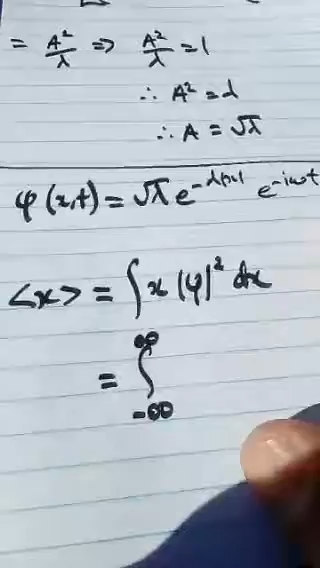 = A²/λ ⇒ A²/λ = 1
∴ A² = λ
∴ A = √λ
φ(x,t) = √λ e^-λ|x| e^-iωt
<x> = ∫ x |φ|² dx
= ∫_-∞^∞